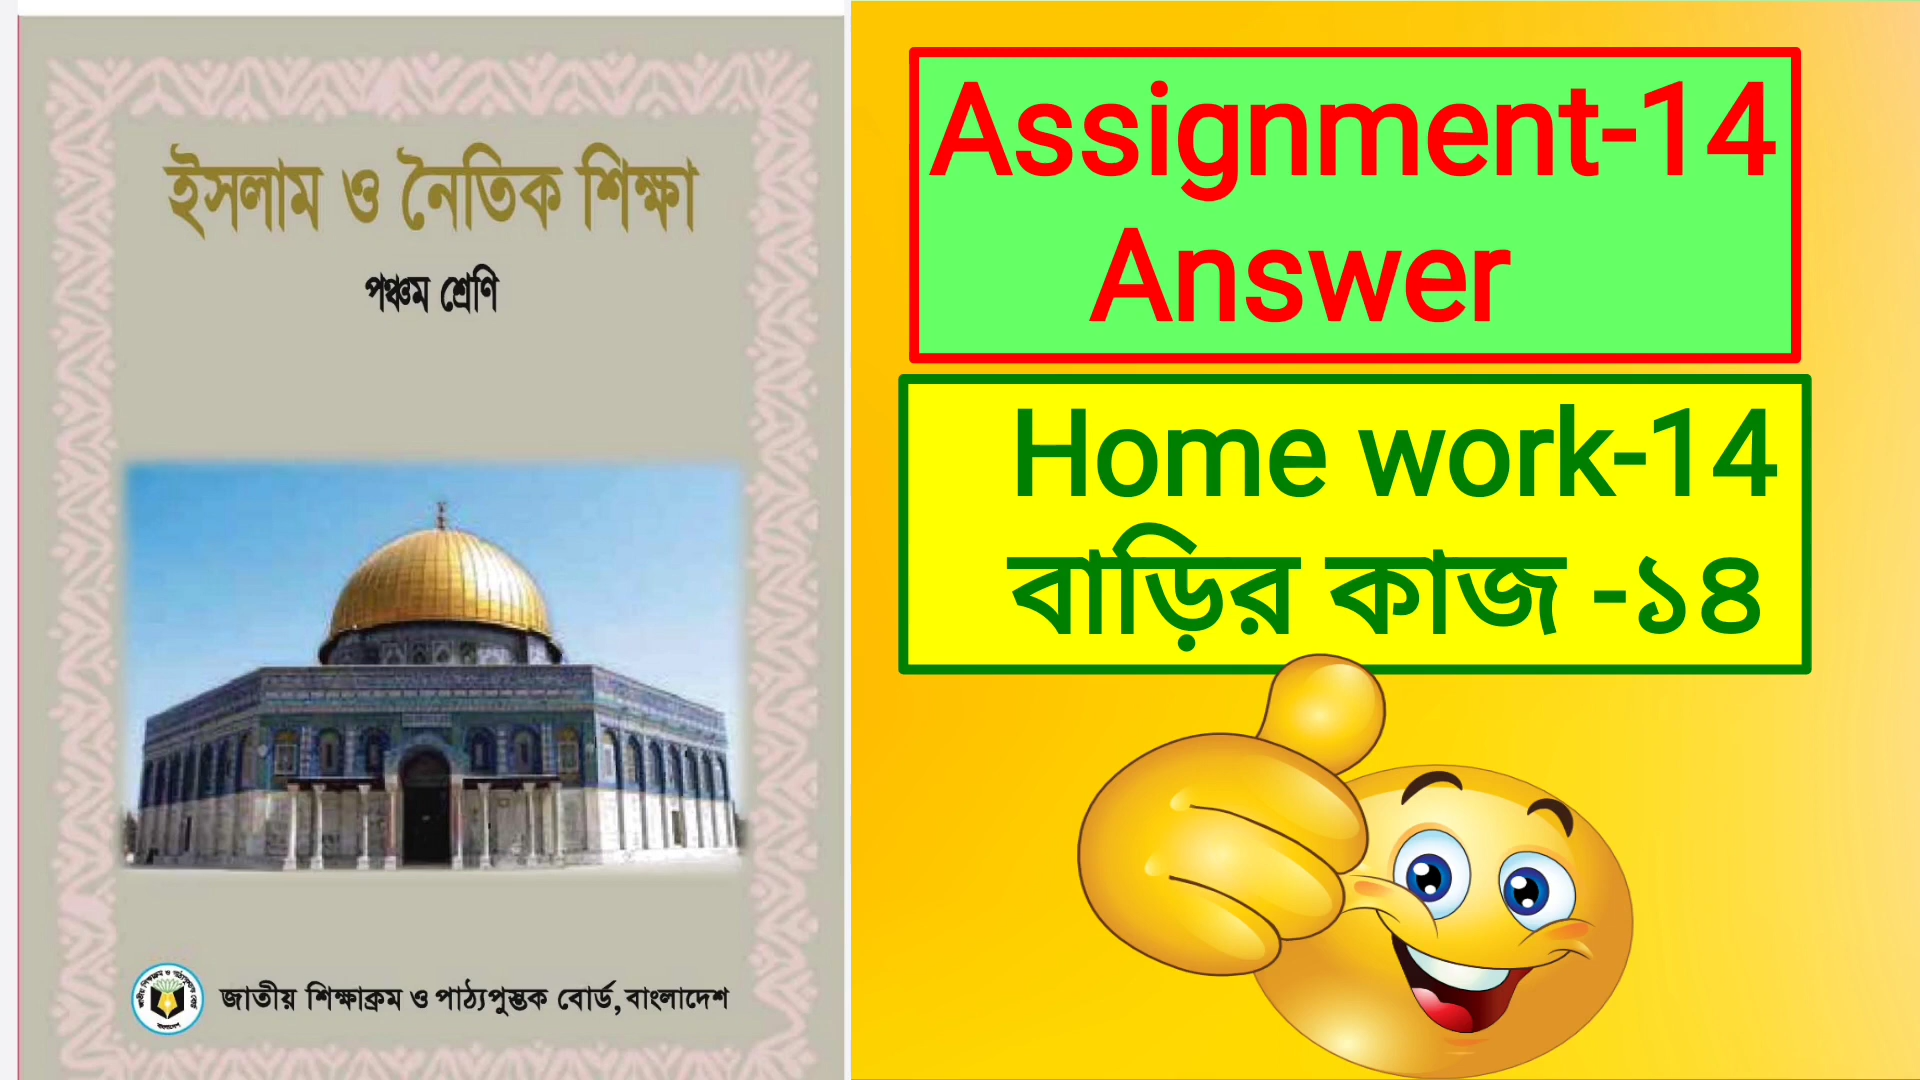 ইসলাম ও নৈতিক শিক্ষা
পঞ্চম শ্রেণি
জাতীয় শিক্ষাক্রম ও পাঠ্যপুস্তক বোর্ড, বাংলাদেশ
Assignment-14
Answer
Home work-14
বাড়ির কাজ -১৪